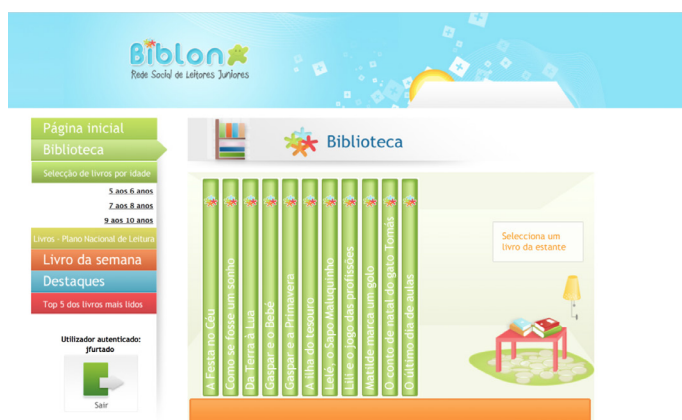 Biblon
Rede Social de Leitores Juniores
Página inicial
Biblioteca
Selecção de livros por idade
5 aos 6 anos
7 aos 8 anos
9 aos 10 anos
Livros - Plano Nacional de Leitura
Livro da semana
Destaques
Top 5 dos livros mais lidos
Utilizador autenticado:
jfurtado
Sair
Biblioteca
A Festa no Céu
Como se fosse um sonho
Da Terra à Lua
Gaspar e o Bebé
Gaspar e a Primavera
A ilha do tesouro
Lelé, o Sapo Maluquinho
Lili e o jogo das profissões
Matilde marca um golo
O conto de natal do gato Tomás
O último dia de aulas
Selecciona um
livro da estante